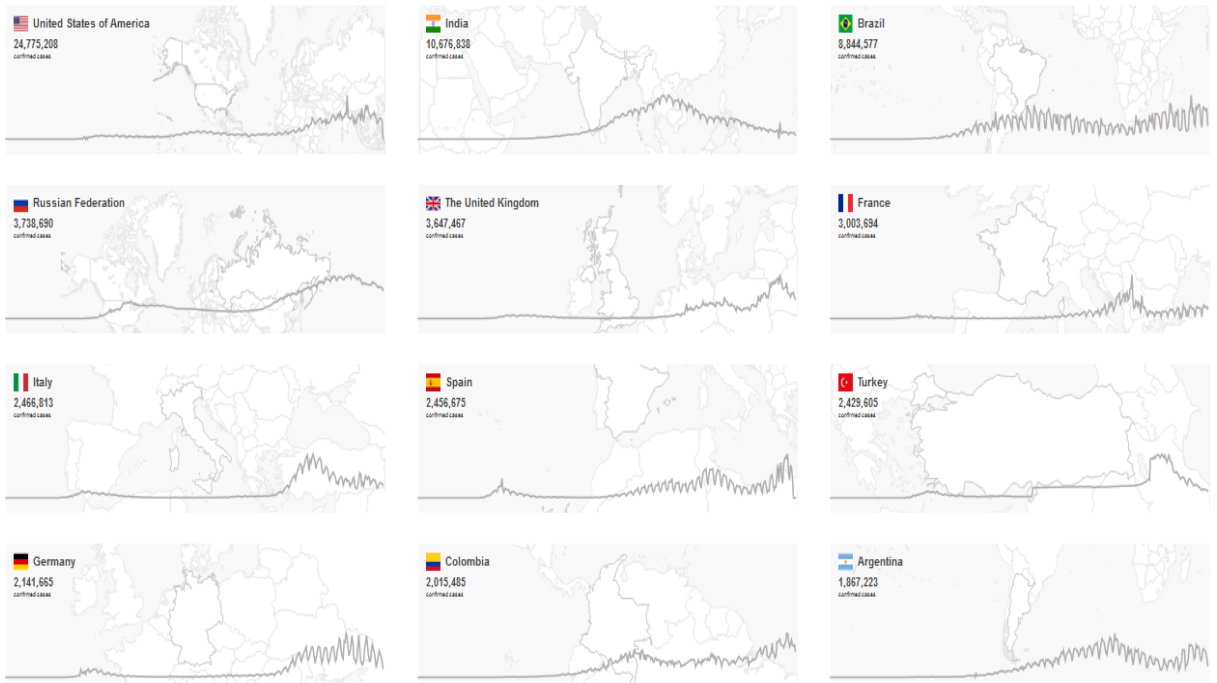 United States of America
24,775,208
confirmed cases
India
10,676,838
confirmed cases
Brazil
8,844,577
confirmed cases
Russian Federation
3,738,690
confirmed cases
The United Kingdom
3,647,467
confirmed cases
France
3,003,694
confirmed cases
Italy
2,466,813
confirmed cases
Spain
2,456,675
confirmed cases
Turkey
2,429,605
confirmed cases
Germany
2,141,665
confirmed cases
Colombia
2,015,485
confirmed cases
Argentina
1,867,223
confirmed cases